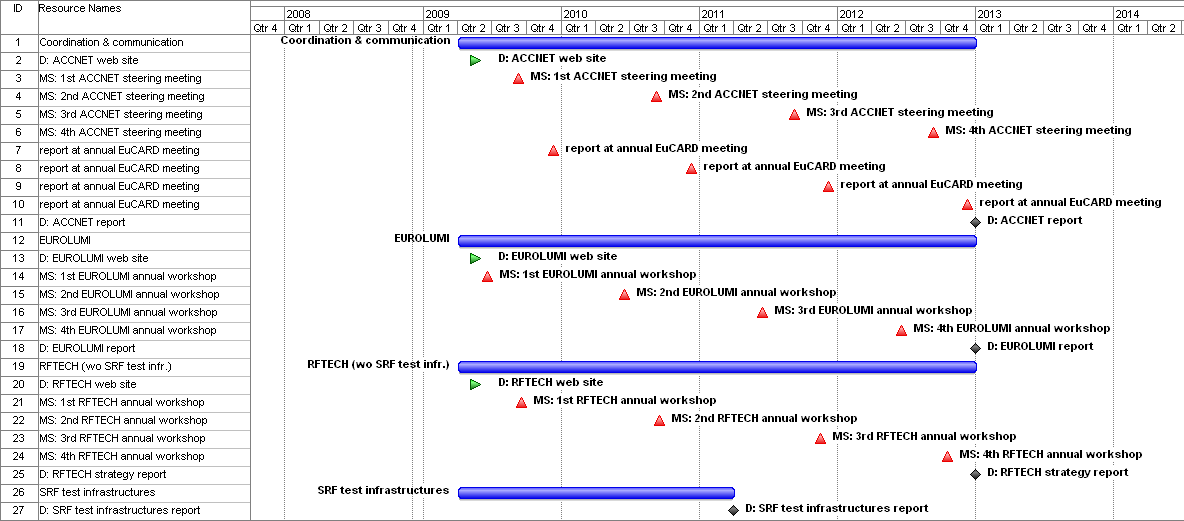 ID Resource Names 2008 2009 2010 2011 2012 2013 2014
Qtr 4 Qtr 1 Qtr 2 Qtr 3 Qtr 4 Qtr 1 Qtr 2 Qtr 3 Qtr 4 Qtr 1 Qtr 2 Qtr 3 Qtr 4 Qtr 1 Qtr 2 Qtr 3 Qtr 4 Qtr 1 Qtr 2 Qtr 3 Qtr 4 Qtr 1 Qtr 2 Qtr 3 Qtr 4 Qtr 1 Qtr 2
1 Coordination & communication Coordination & communication
2 D: ACCNET web site D: ACCNET web site
3 MS: 1st ACCNET steering meeting MS: 1st ACCNET steering meeting
4 MS: 2nd ACCNET steering meeting MS: 2nd ACCNET steering meeting
5 MS: 3rd ACCNET steering meeting MS: 3rd ACCNET steering meeting
6 MS: 4th ACCNET steering meeting MS: 4th ACCNET steering meeting
7 report at annual EuCARD meeting report at annual EuCARD meeting
8 report at annual EuCARD meeting report at annual EuCARD meeting
9 report at annual EuCARD meeting report at annual EuCARD meeting
10 report at annual EuCARD meeting report at annual EuCARD meeting
11 D: ACCNET report D: ACCNET report
12 EUROLUMI EUROLUMI
13 D: EUROLUMI web site D: EUROLUMI web site
14 MS: 1st EUROLUMI annual workshop MS: 1st EUROLUMI annual workshop
15 MS: 2nd EUROLUMI annual workshop MS: 2nd EUROLUMI annual workshop
16 MS: 3rd EUROLUMI annual workshop MS: 3rd EUROLUMI annual workshop
17 MS: 4th EUROLUMI annual workshop MS: 4th EUROLUMI annual workshop
18 D: EUROLUMI report D: EUROLUMI report
19 RFTECH (wo SRF test infr.) RFTECH (wo SRF test infr.)
20 D: RFTECH web site D: RFTECH web site
21 MS: 1st RFTECH annual workshop MS: 1st RFTECH annual workshop
22 MS: 2nd RFTECH annual workshop MS: 2nd RFTECH annual workshop
23 MS: 3rd RFTECH annual workshop MS: 3rd RFTECH annual workshop
24 MS: 4th RFTECH annual workshop MS: 4th RFTECH annual workshop
25 D: RFTECH strategy report D: RFTECH strategy report
26 SRF test infrastructures SRF test infrastructures
27 D: SRF test infrastructures report D: SRF test infrastructures report